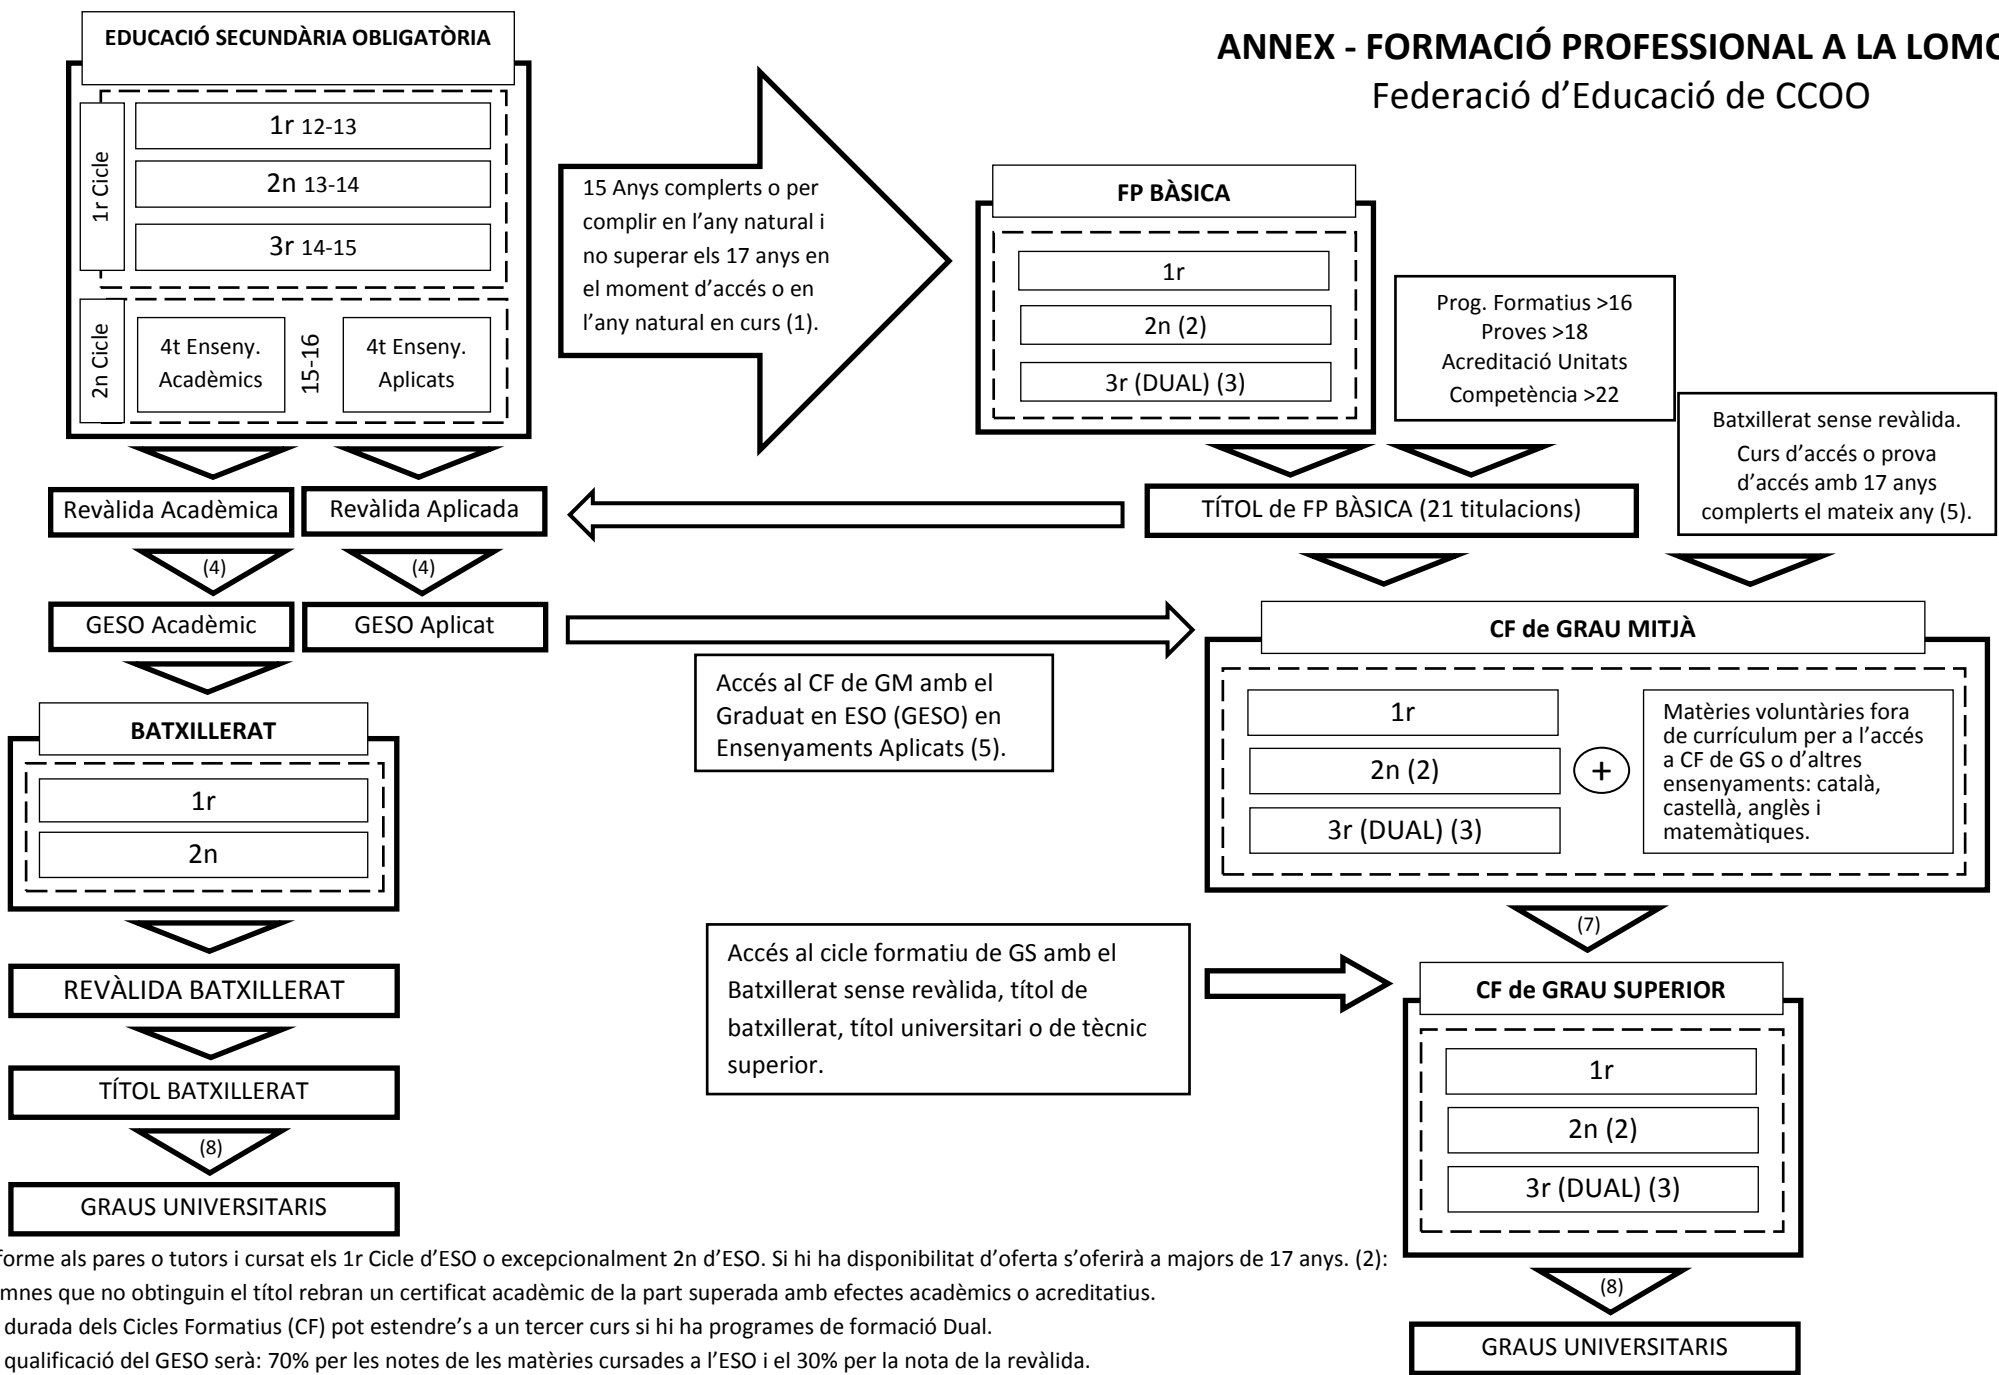 ANNEX - FORMACIÓ PROFESSIONAL A LA LOMC
Federació d’Educació de CCOO
EDUCACIÓ SECUNDÀRIA OBLIGATÒRIA
1r Cicle
1r 12-13
2n 13-14
3r 14-15
2n Cicle
4t Enseny.
Acadèmics
15-16
4t Enseny.
Aplicats
15 Anys complerts o per
complir en l’any natural i
no superar els 17 anys en
el moment d’accés o en
l’any natural en curs (1).
FP BÀSICA
1r
2n (2)
3r (DUAL) (3)
Prog. Formatius >16
Proves >18
Acreditació Unitats
Competència >22
Batxillerat sense revàlida.
Curs d’accés o prova
d’accés amb 17 anys
complerts el mateix any (5).
Revàlida Acadèmica
Revàlida Aplicada
TÍTOL de FP BÀSICA (21 titulacions)
(4)
(4)
GESO Acadèmic
GESO Aplicat
Accés al CF de GM amb el
Graduat en ESO (GESO) en
Ensenyaments Aplicats (5).
CF de GRAU MITJÀ
1r
2n (2)
3r (DUAL) (3)
+
Matèries voluntàries fora
de currículum per a l’accés
a CF de GS o d’altres
ensenyaments: català,
castellà, anglès i
matemàtiques.
BATXILLERAT
1r
2n
REVÀLIDA BATXILLERAT
TÍTOL BATXILLERAT
(8)
GRAUS UNIVERSITARIS
Accés al cicle formatiu de GS amb el
Batxillerat sense revàlida, títol de
batxillerat, títol universitari o de tècnic
superior.
(7)
CF de GRAU SUPERIOR
1r
2n (2)
3r (DUAL) (3)
(8)
GRAUS UNIVERSITARIS
forme als pares o tutors i cursat els 1r Cicle d’ESO o excepcionalment 2n d’ESO. Si hi ha disponibilitat d’oferta s’oferirà a majors de 17 anys. (2):
mnes que no obtinguin el títol rebran un certificat acadèmic de la part superada amb efectes acadèmics o acreditatius.
durada dels Cicles Formatius (CF) pot estendre’s a un tercer curs si hi ha programes de formació Dual.
qualificació del GESO serà: 70% per les notes de les matèries cursades a l’ESO i el 30% per la nota de la revàlida.